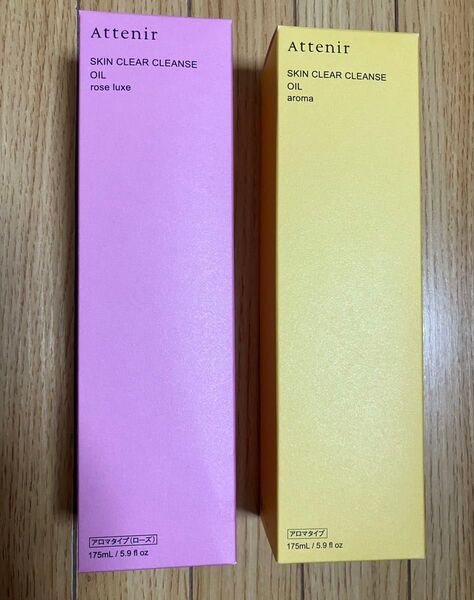 Attenir
SKIN CLEAR CLEANSE
OIL
rose luxe
アロマタイプ(ローズ)
175mL / 5.9 fl oz
Attenir
SKIN CLEAR CLEANSE
OIL
aroma
アロマタイプ
175mL / 5.9 fl oz